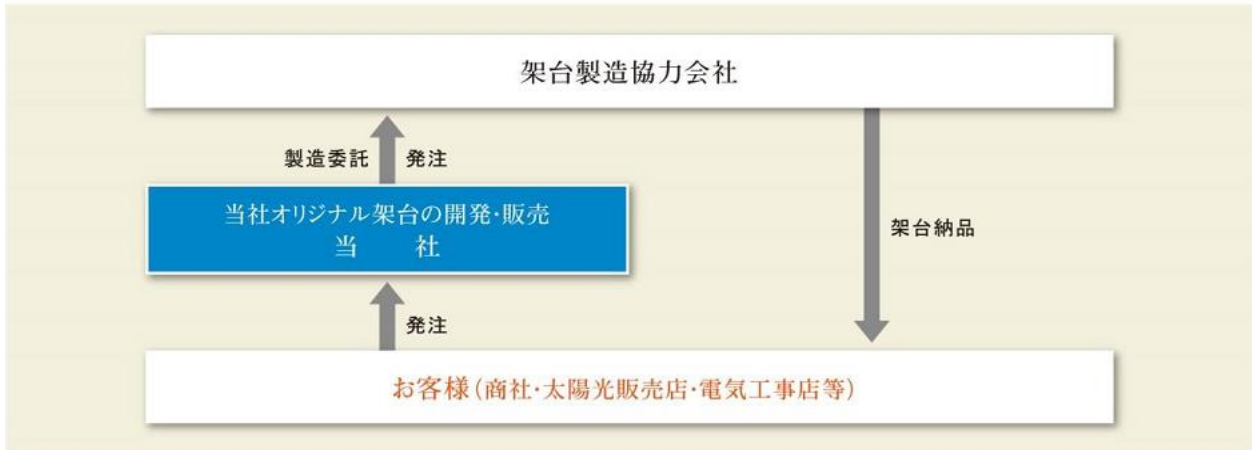 架台製造協力会社
製造委託 発注
当社オリジナル架台の開発・販売
当 社
架台納品
発注
お客様(商社・太陽光販売店・電気工事店等)